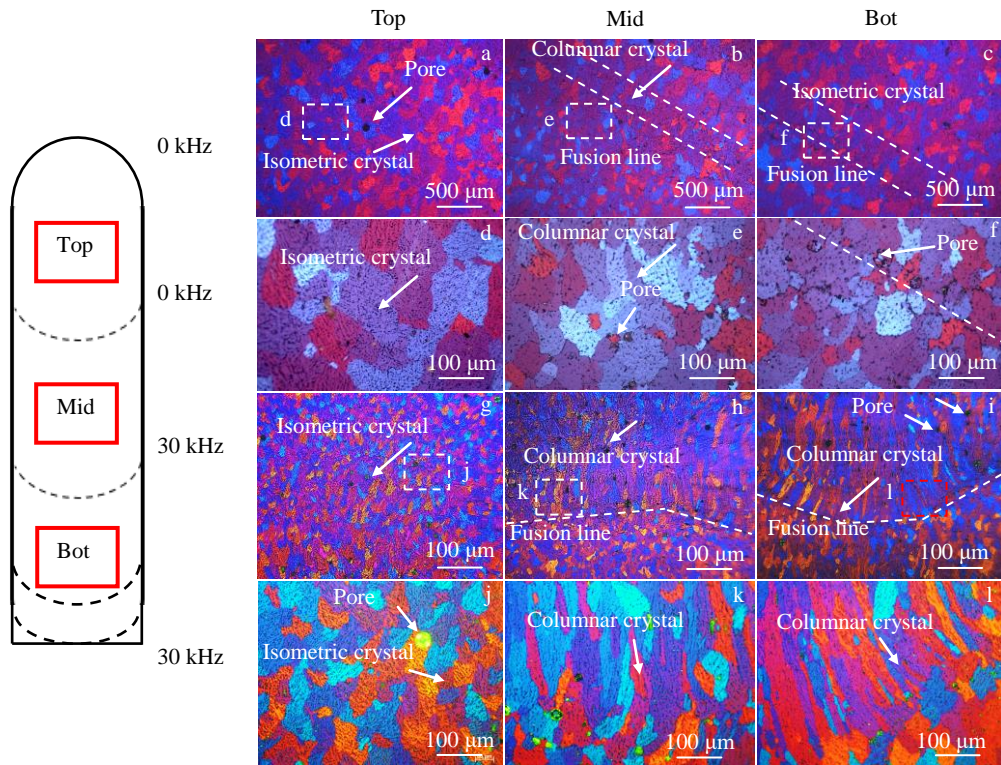 Top
Mid
Bot
0 kHz
0 kHz
30 kHz
30 kHz
Top
Mid
Bot
a
Pore
d
Isometric crystal
500 μm
b
Columnar crystal
e
Fusion line
500 μm
c
Isometric crystal
f
Fusion line
500 μm
d
Isometric crystal
100 μm
e
Columnar crystal
Pore
100 μm
f
Pore
100 μm
g
Isometric crystal
j
100 μm
h
Columnar crystal
k
Fusion line
100 μm
i
Pore
Columnar crystal
l
Fusion line
100 μm
j
Pore
Isometric crystal
100 μm
k
Columnar crystal
100 μm
l
Columnar crystal
100 μm